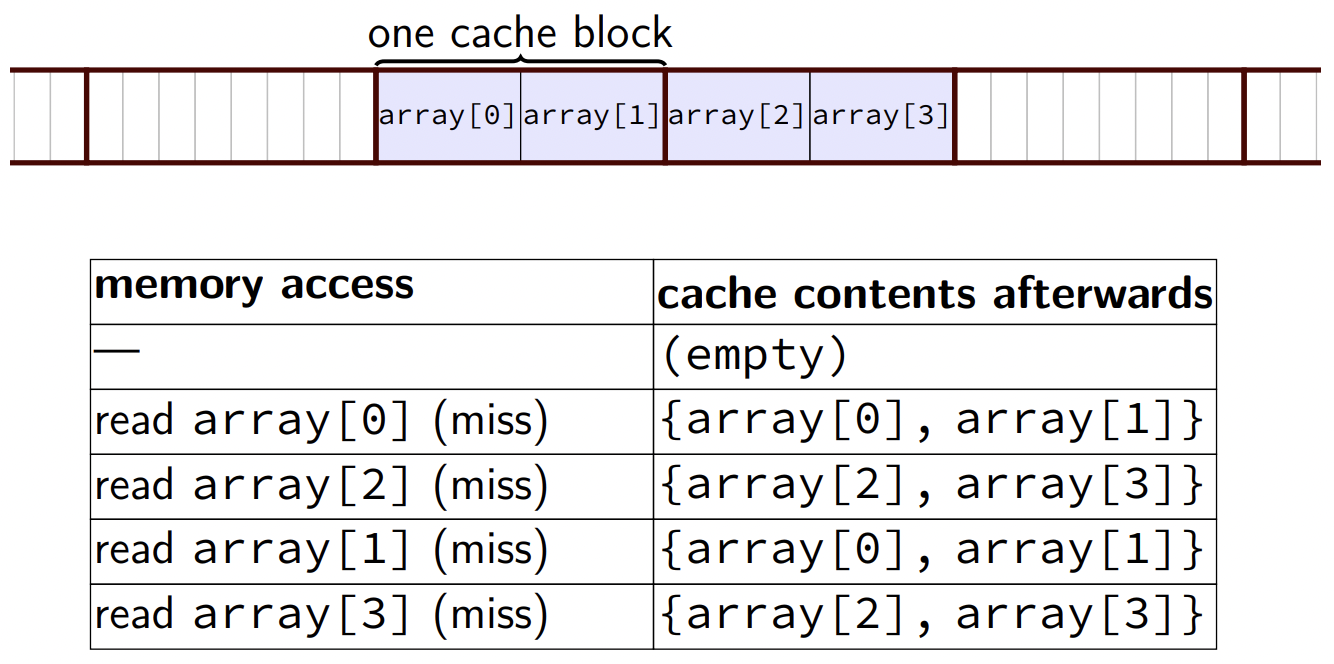 one cache block
array[0] array[1] array[2] array[3]
memory access cache contents afterwards
— (empty)
read array[0] (miss) {array[0], array[1]}
read array[2] (miss) {array[2], array[3]}
read array[1] (miss) {array[0], array[1]}
read array[3] (miss) {array[2], array[3]}